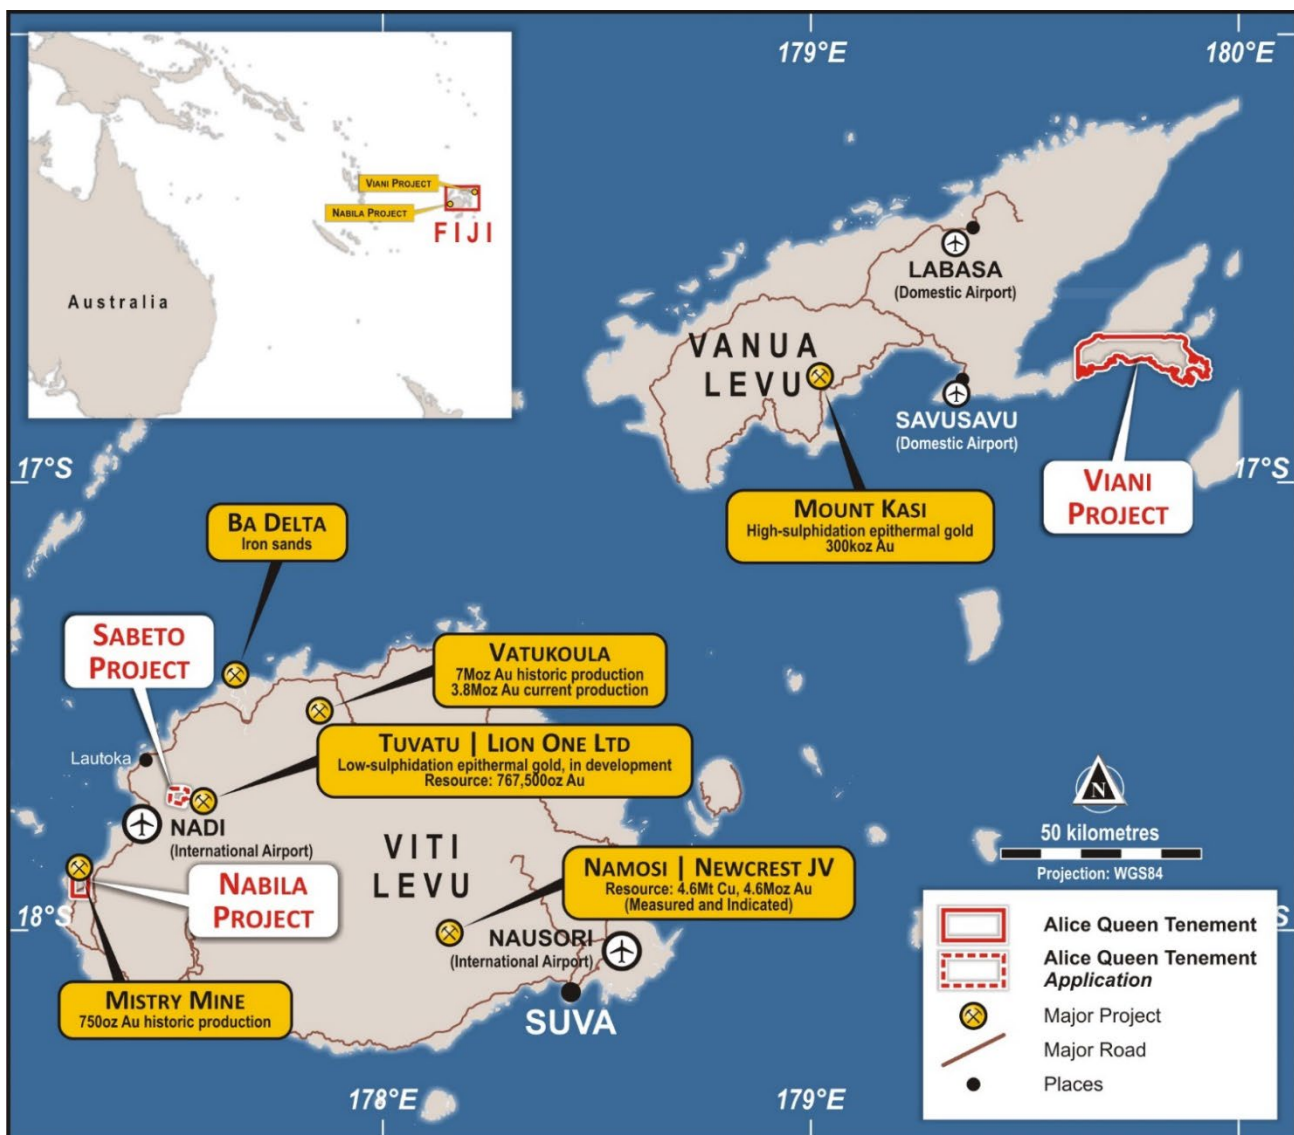 179°E
180°E
VIANI PROJECT
NABILA PROJECT
FIJI
Australia
LABASA
(Domestic Airport)
VANUA
LEVU
SAVUSAVU
(Domestic Airport)
17°S
17°S
VIANI
PROJECT
MOUNT KASI
High-sulphidation epithermal gold
300koz Au
BA DELTA
Iron sands
SABETO
PROJECT
VATUKOULA
7Moz Au historic production
3.8Moz Au current production
TUVATU | LION ONE LTD
Low-sulphidation epithermal gold, in development
Resource: 767,500oz Au
Lautoka
NADI
(International Airport)
VITI
LEVU
N
50 kilometres
Projection: WGS84
NABILA
PROJECT
NAMOSI | NEWCREST JV
Resource: 4.6Mt Cu, 4.6Moz Au
(Measured and Indicated)
18°S
NAUSORI
(International Airport)
MISTRY MINE
750oz Au historic production
SUVA
178°E
179°E
Alice Queen Tenement
Alice Queen Tenement
Application
Major Project
Major Road
Places